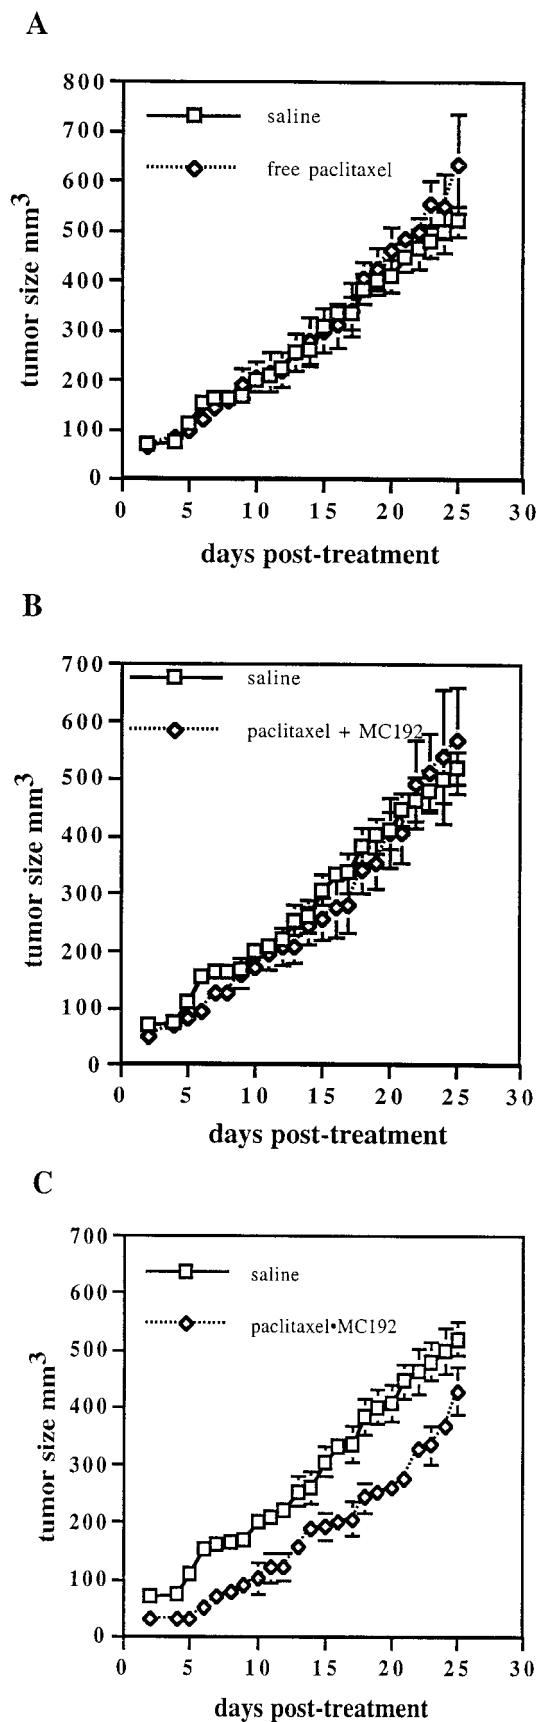 A
800
700
600
500
400
300
200
100
0
tumor size mm3
saline
free paclitaxel
0 5 10 15 20 25 30
days post-treatment
B
700
600
500
400
300
200
100
0
tumor size mm3
saline
paclitaxel + MC192
0 5 10 15 20 25 30
days post-treatment
C
700
600
500
400
300
200
100
0
tumor size mm3
saline
paclitaxel•MC192
0 5 10 15 20 25 30
days post-treatment